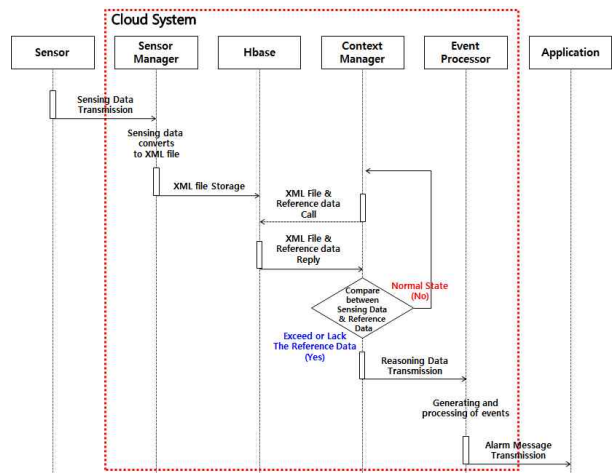 Cloud System
Sensor
Sensor
Manager
Hbase
Context
Manager
Event
Processor
Application
Sensing Data
Transmission
Sensing data
converts
to XML file
XML file Storage
XML File &
Reference data
Call
XML File &
Reference data
Reply
Compare
between
Sensing Data
& Reference
Data
Normal State
(No)
Exceed or Lack
The Reference Data
(Yes)
Reasoning Data
Transmission
Generating and
processing of events
Alarm Message
Transmission